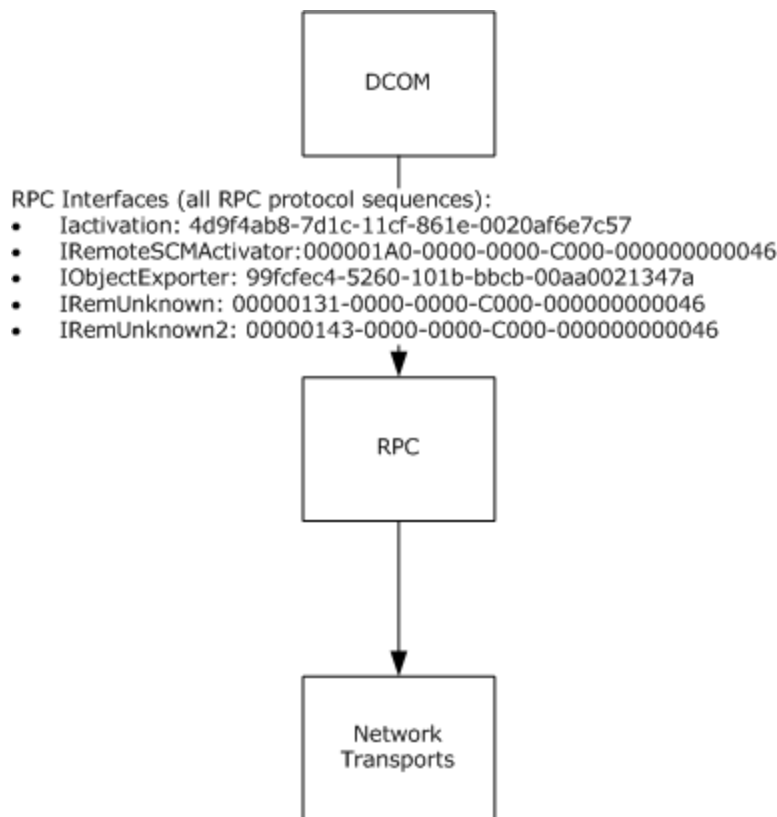 DCOM
RPC Interfaces (all RPC protocol sequences):
• Iactivation: 4d9f4ab8-7d1c-11cf-861e-0020af6e7c57
• IRemoteSCMActivator:000001A0-0000-0000-C000-000000000046
• IObjectExporter: 99fcfec4-5260-101b-bbcb-00aa0021347a
• IRemUnknown: 00000131-0000-0000-C000-000000000046
• IRemUnknown2: 00000143-0000-0000-C000-000000000046
RPC
Network
Transports